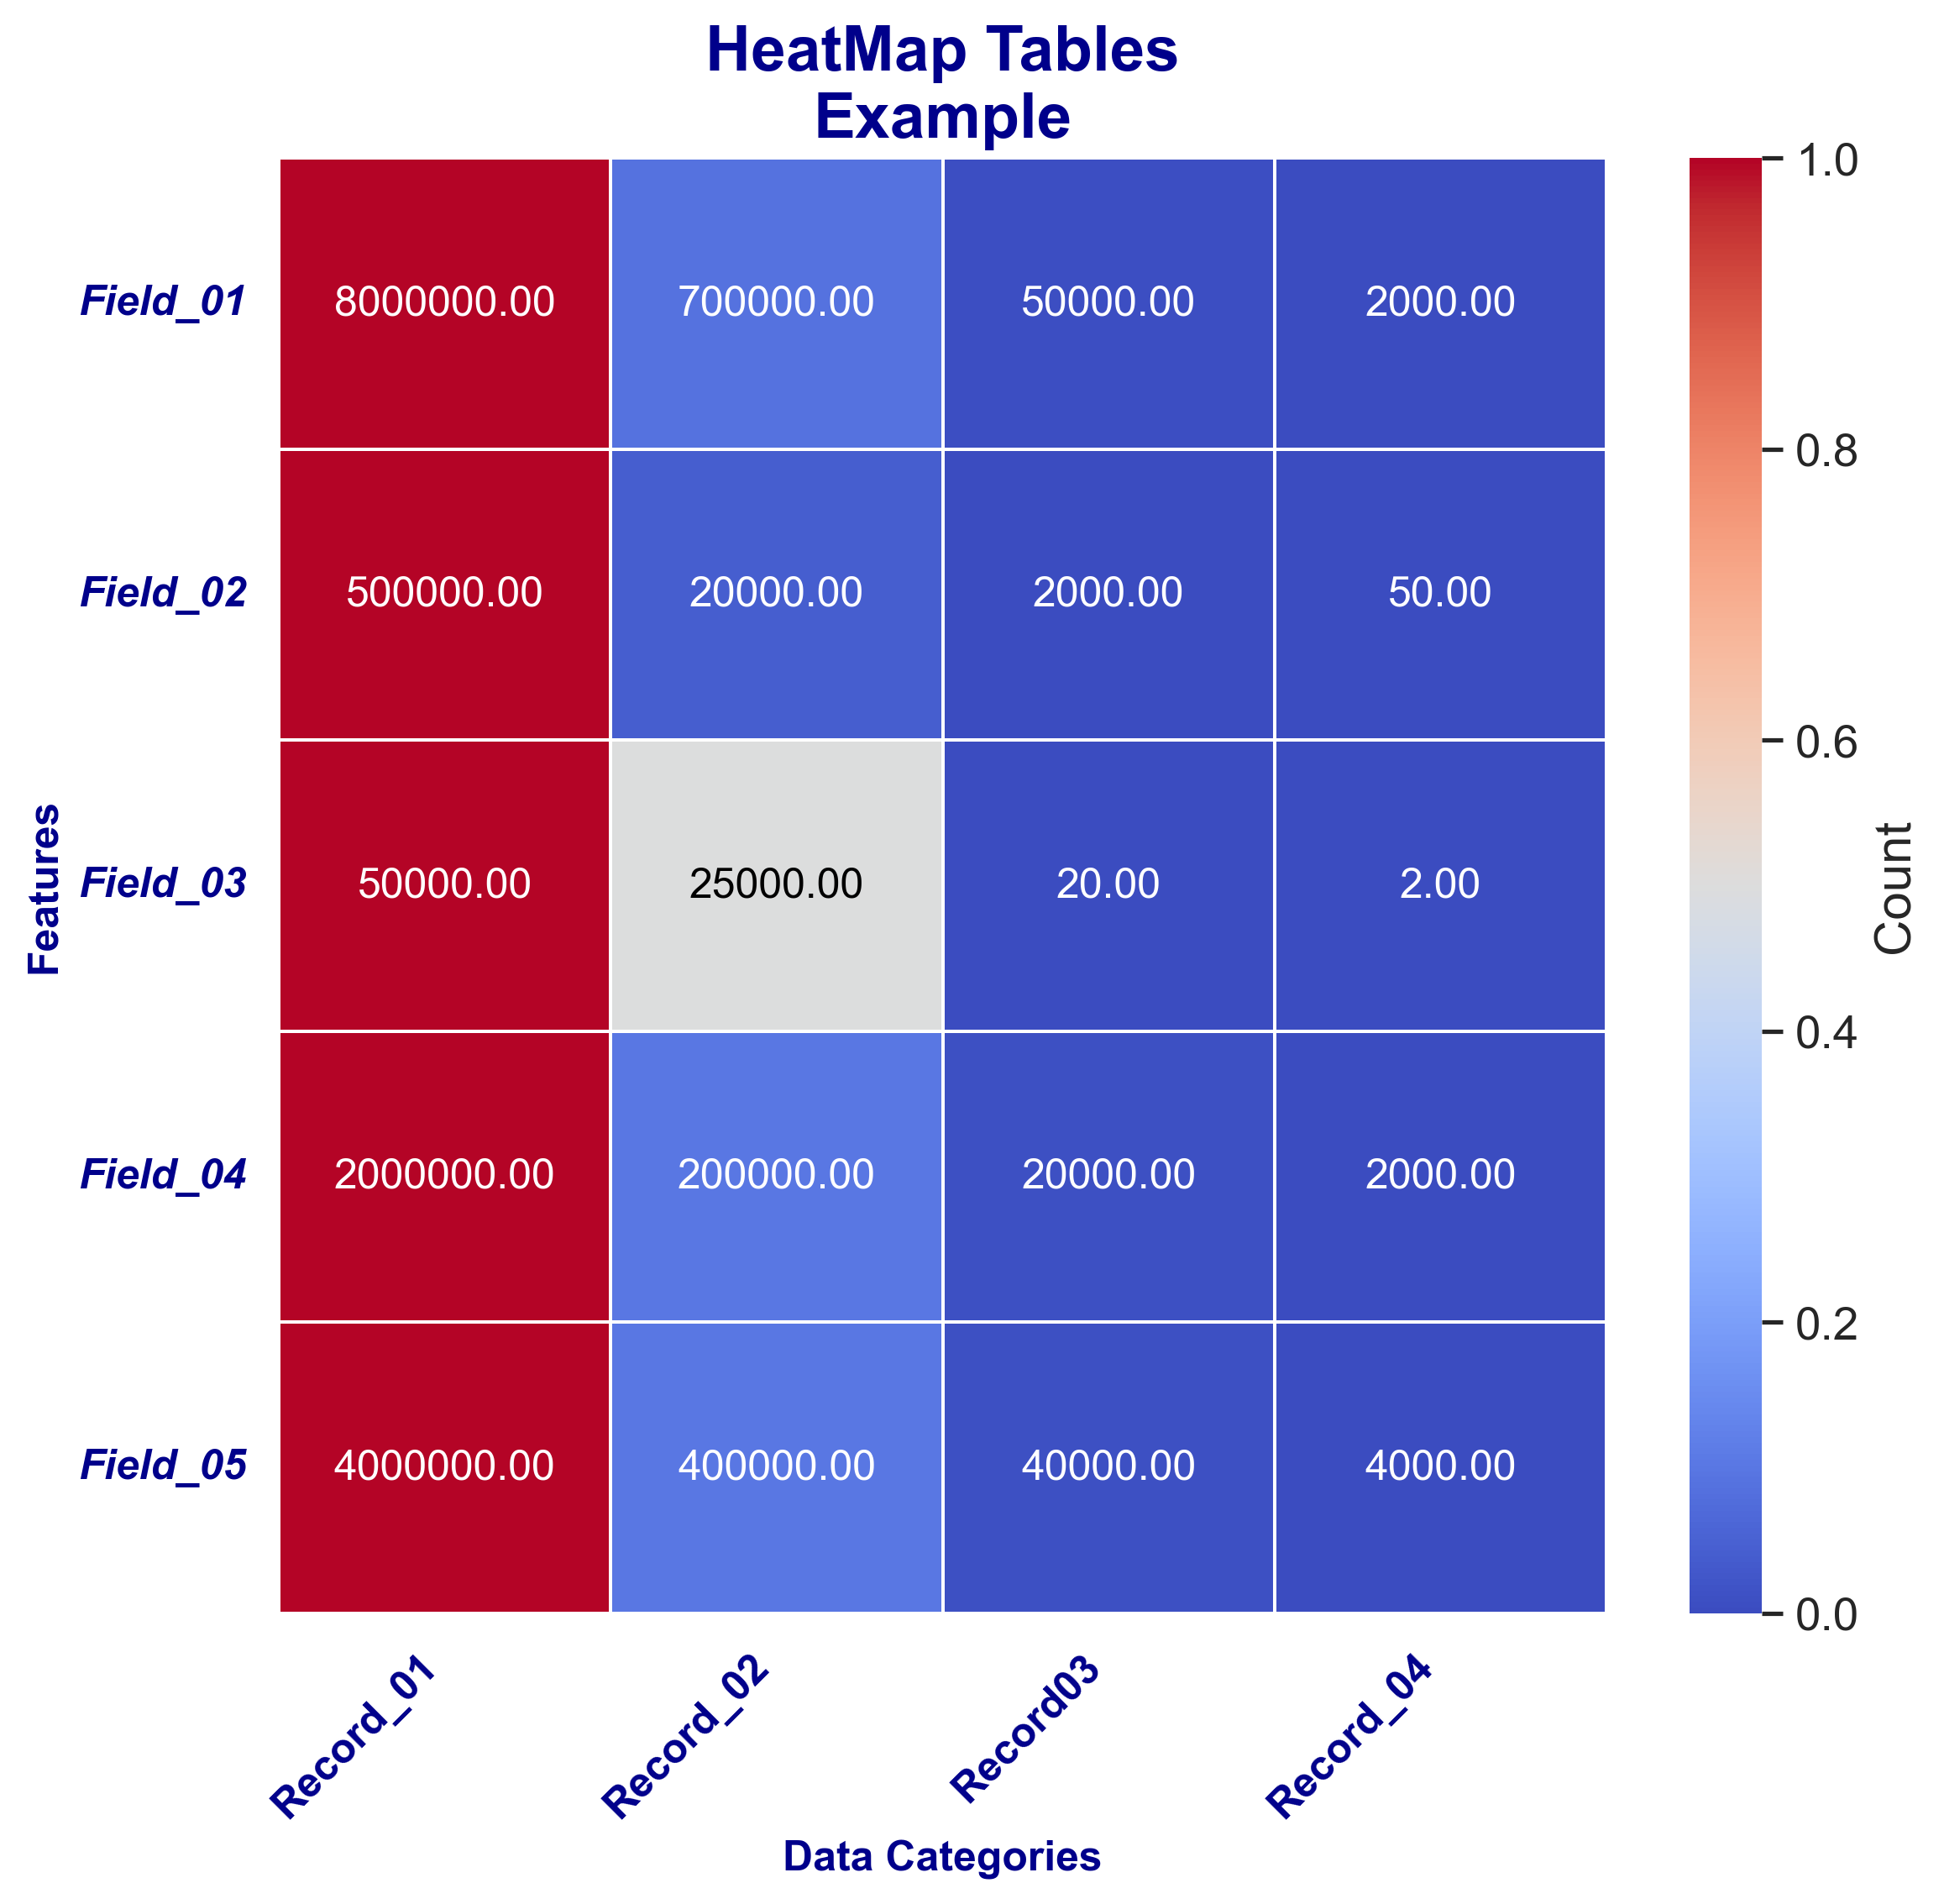 HeatMap Tables
Example
Field_01
8000000.00 700000.00 50000.00 2000.00
Field_02
500000.00 20000.00 2000.00 50.00
Field_03
50000.00 25000.00 20.00 2.00
Field_04
2000000.00 200000.00 20000.00 2000.00
Field_05
4000000.00 400000.00 40000.00 4000.00
Features
Record_01
Record_02
Record03
Record_04
Data Categories
1.0
0.8
0.6
0.4
0.2
0.0
Count